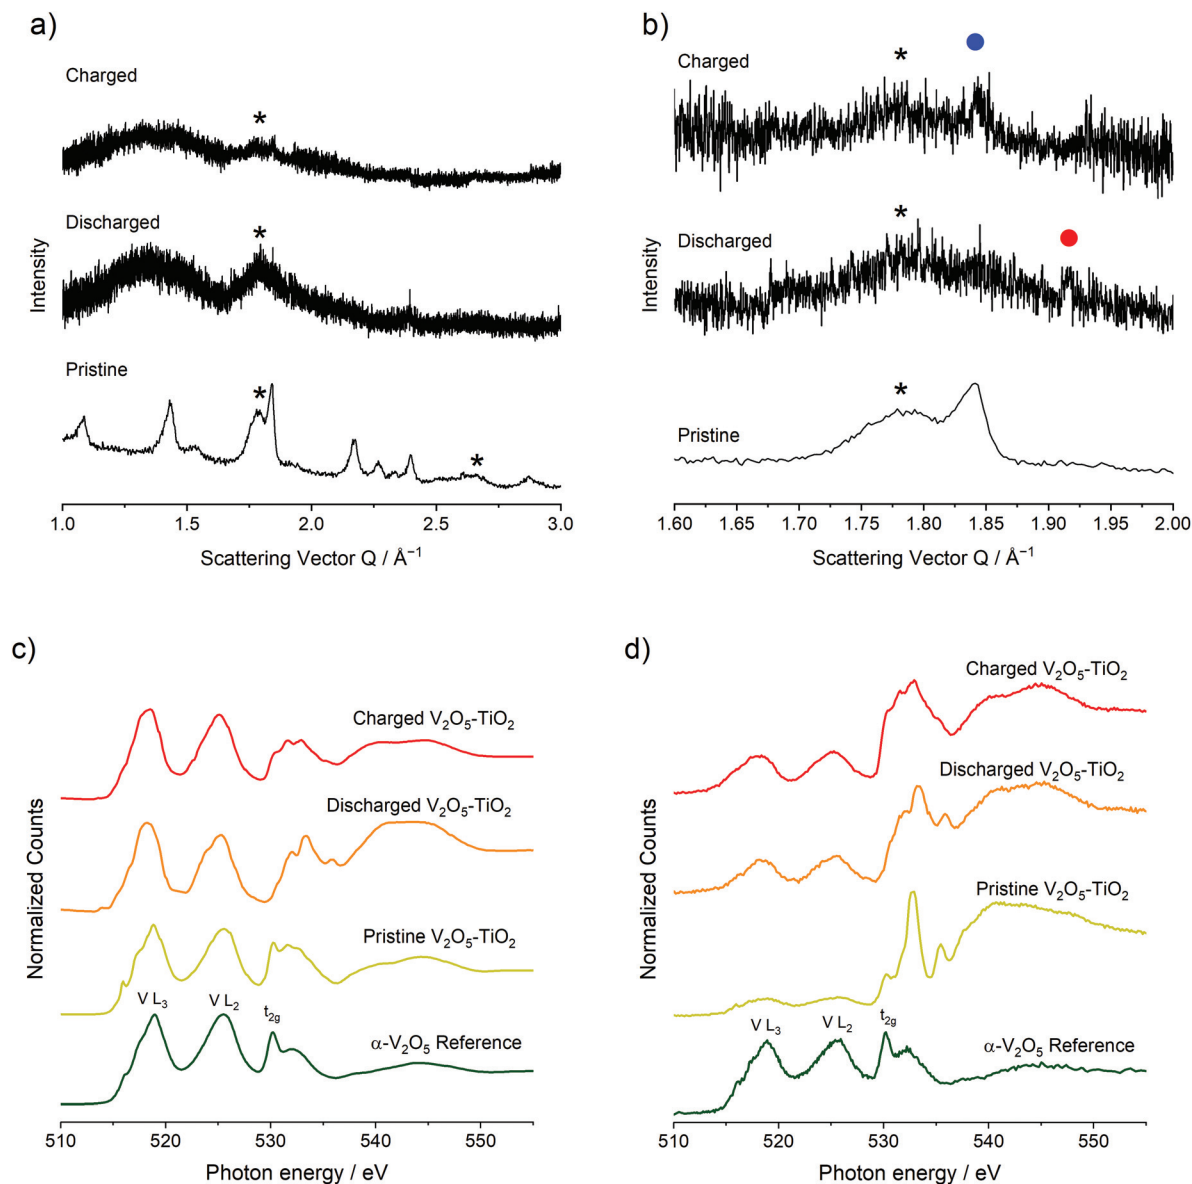 a)
Charged
*
Discharged
*
Pristine
*
*
Intensity
1.0 1.5 2.0 2.5 3.0
Scattering Vector Q / Å⁻¹
b)
Charged
*
Discharged
*
Pristine
*
Intensity
1.60 1.65 1.70 1.75 1.80 1.85 1.90 1.95 2.00
Scattering Vector Q / Å⁻¹
c)
Charged V₂O₅-TiO₂
Discharged V₂O₅-TiO₂
Pristine V₂O₅-TiO₂
V L₃ V L₂ t₂g
α-V₂O₅ Reference
Normalized Counts
510 520 530 540 550
Photon energy / eV
d)
Charged V₂O₅-TiO₂
Discharged V₂O₅-TiO₂
Pristine V₂O₅-TiO₂
V L₃ V L₂ t₂g
α-V₂O₅ Reference
Normalized Counts
510 520 530 540 550
Photon energy / eV